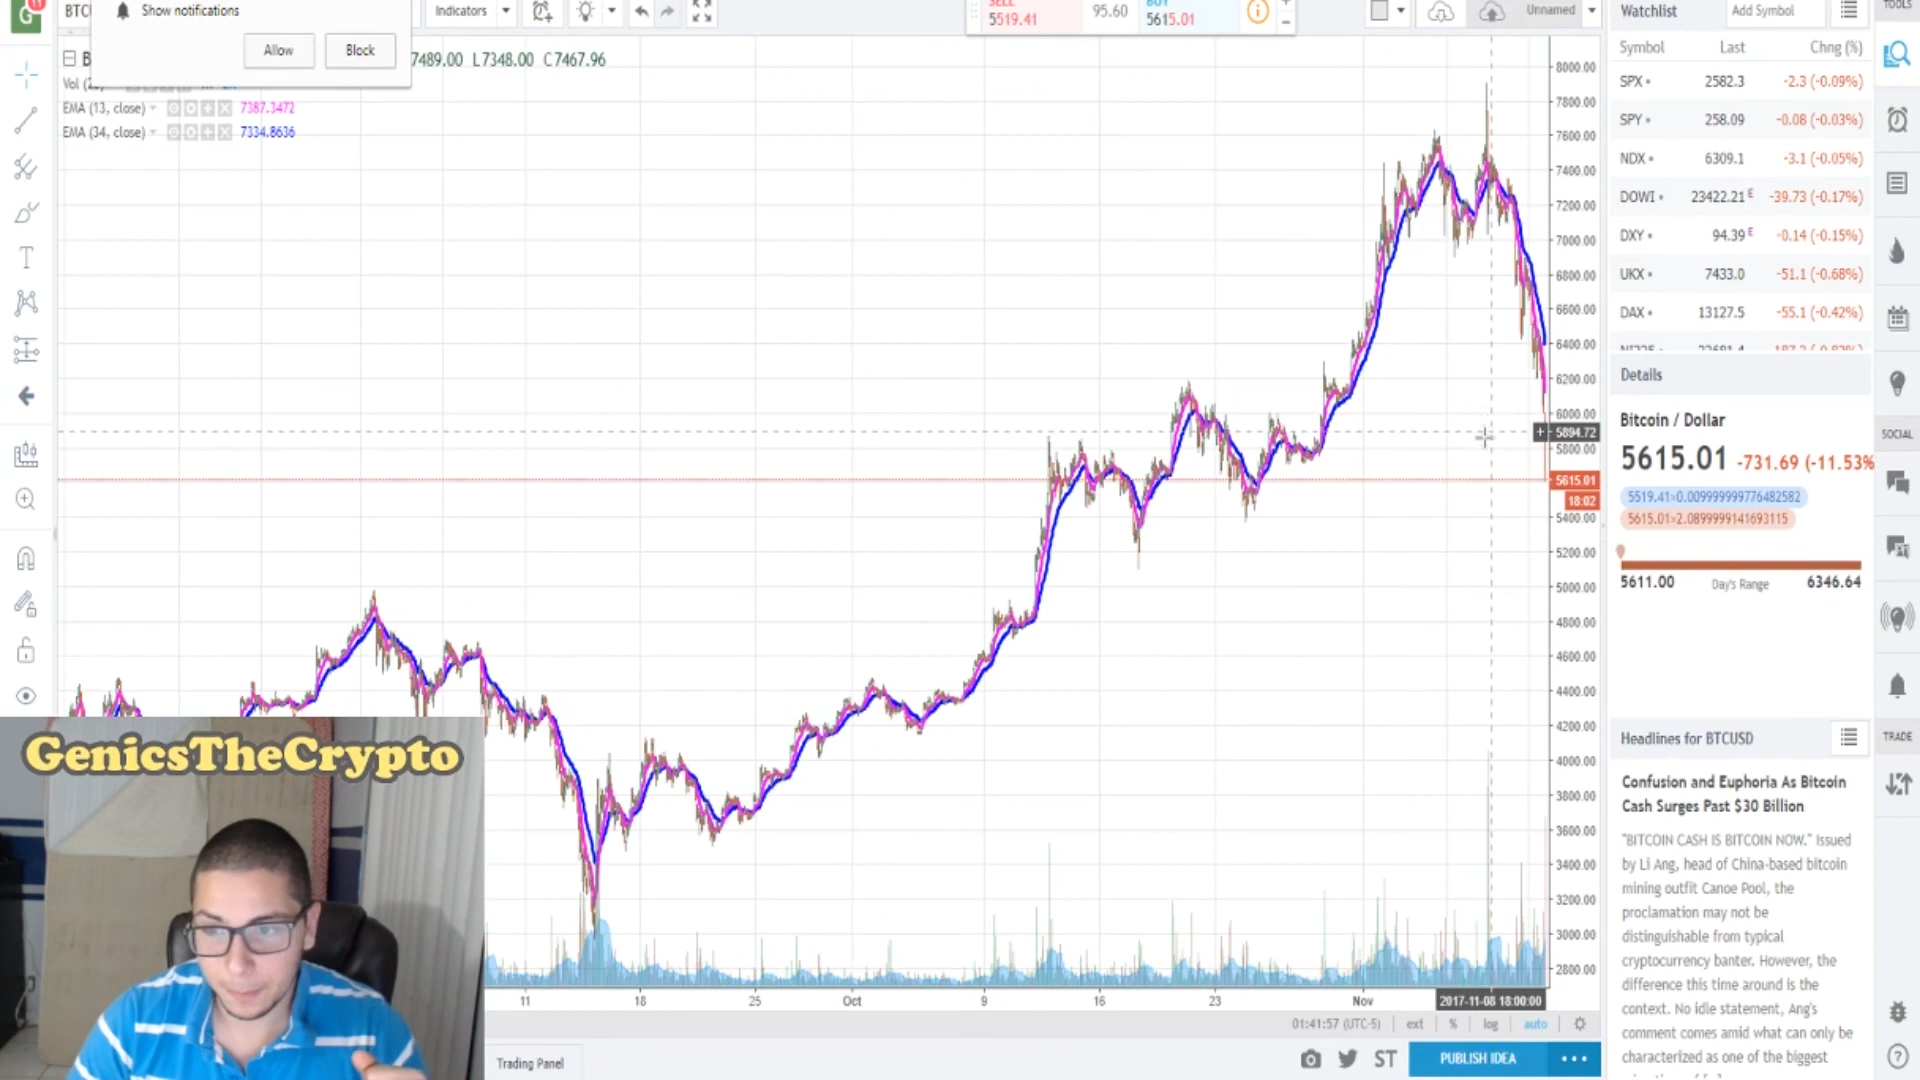 Show notifications
Allow
Block
BTCU
Indicators
SELL
5519.41
95.60
BUY
5615.01
Unnamed
B
7489.00 L7348.00 C7467.96
EMA (13, close)
7387.3472
EMA (34, close)
7334.8636
8000.00
7800.00
7600.00
7400.00
7200.00
7000.00
6800.00
6600.00
6400.00
6200.00
6000.00
5894.72
5800.00
5615.01
18:02
5400.00
5200.00
5000.00
4800.00
4600.00
4400.00
4200.00
4000.00
3800.00
3600.00
3400.00
3200.00
3000.00
2800.00
11
18
25
Oct
9
16
23
Nov
2017-11-08 18:00:00
01:41:57 (UTC-5)
ext
%
log
auto
Trading Panel
ST
PUBLISH IDEA
GenicsTheCrypto
Watchlist
Add Symbol
Symbol Last Chng (%)
SPX 2582.3 -2.3 (-0.09%)
SPY 258.09 -0.08 (-0.03%)
NDX 6309.1 -3.1 (-0.05%)
DOWI 23422.21 E -39.73 (-0.17%)
DXY 94.39 E -0.14 (-0.15%)
UKX 7433.0 -51.1 (-0.68%)
DAX 13127.5 -55.1 (-0.42%)
Details
Bitcoin / Dollar
5615.01 -731.69 (-11.53%
5519.41×0.009999999776482582
5615.01×2.0899999141693115
5611.00 Day's Range 6346.64
Headlines for BTCUSD
Confusion and Euphoria As Bitcoin
Cash Surges Past $30 Billion
"BITCOIN CASH IS BITCOIN NOW." Issued
by Li Ang, head of China-based bitcoin
mining outfit Canoe Pool, the
proclamation may not be
distinguishable from typical
cryptocurrency banter. However, the
difference this time around is the
context. No idle statement, Ang's
comment comes amid what can only be
characterized as one of the biggest
TOOLS
SOCIAL
TRADE